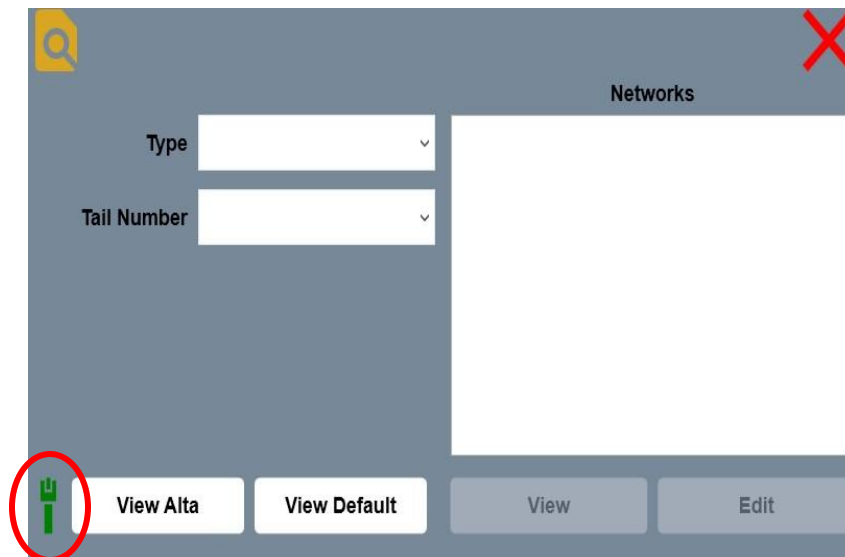 Networks
Type
Tail Number
View Alta
View Default
View
Edit